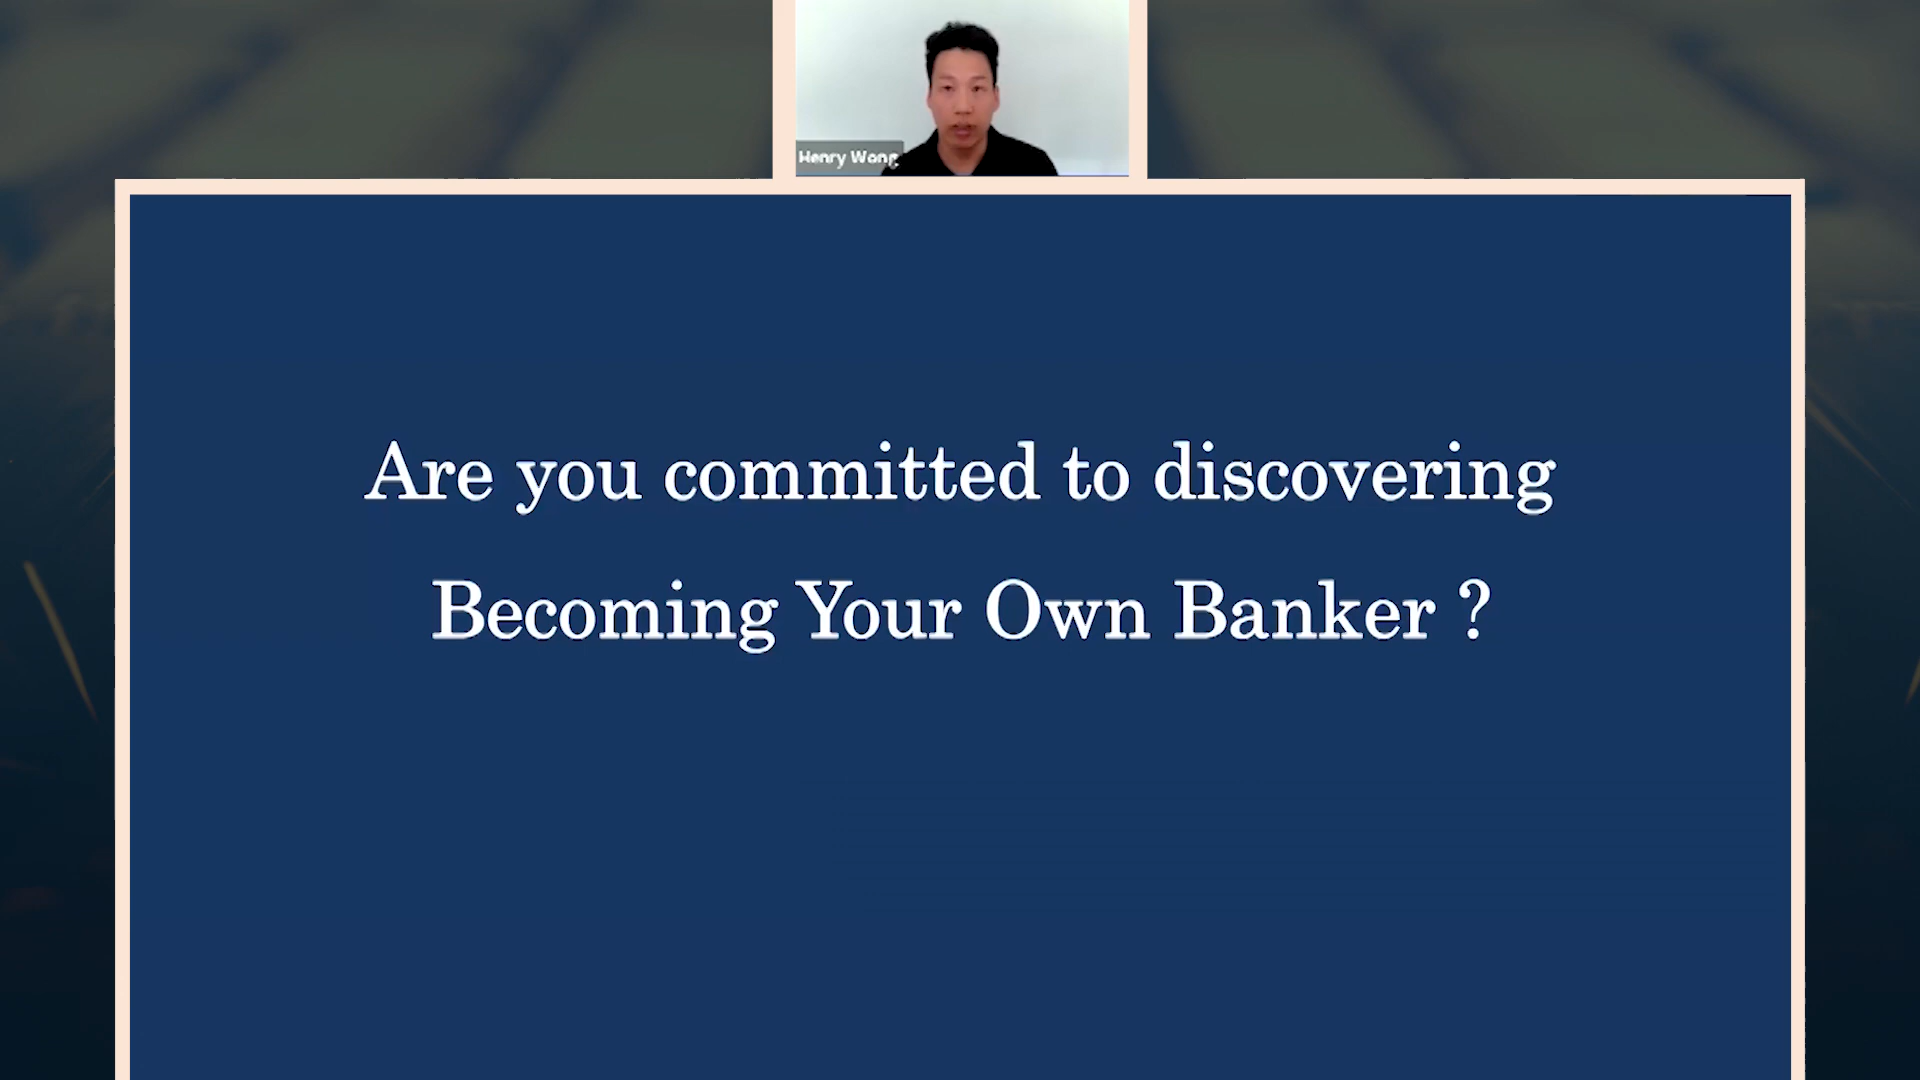 Henry Wong
Are you committed to discovering
Becoming Your Own Banker ?